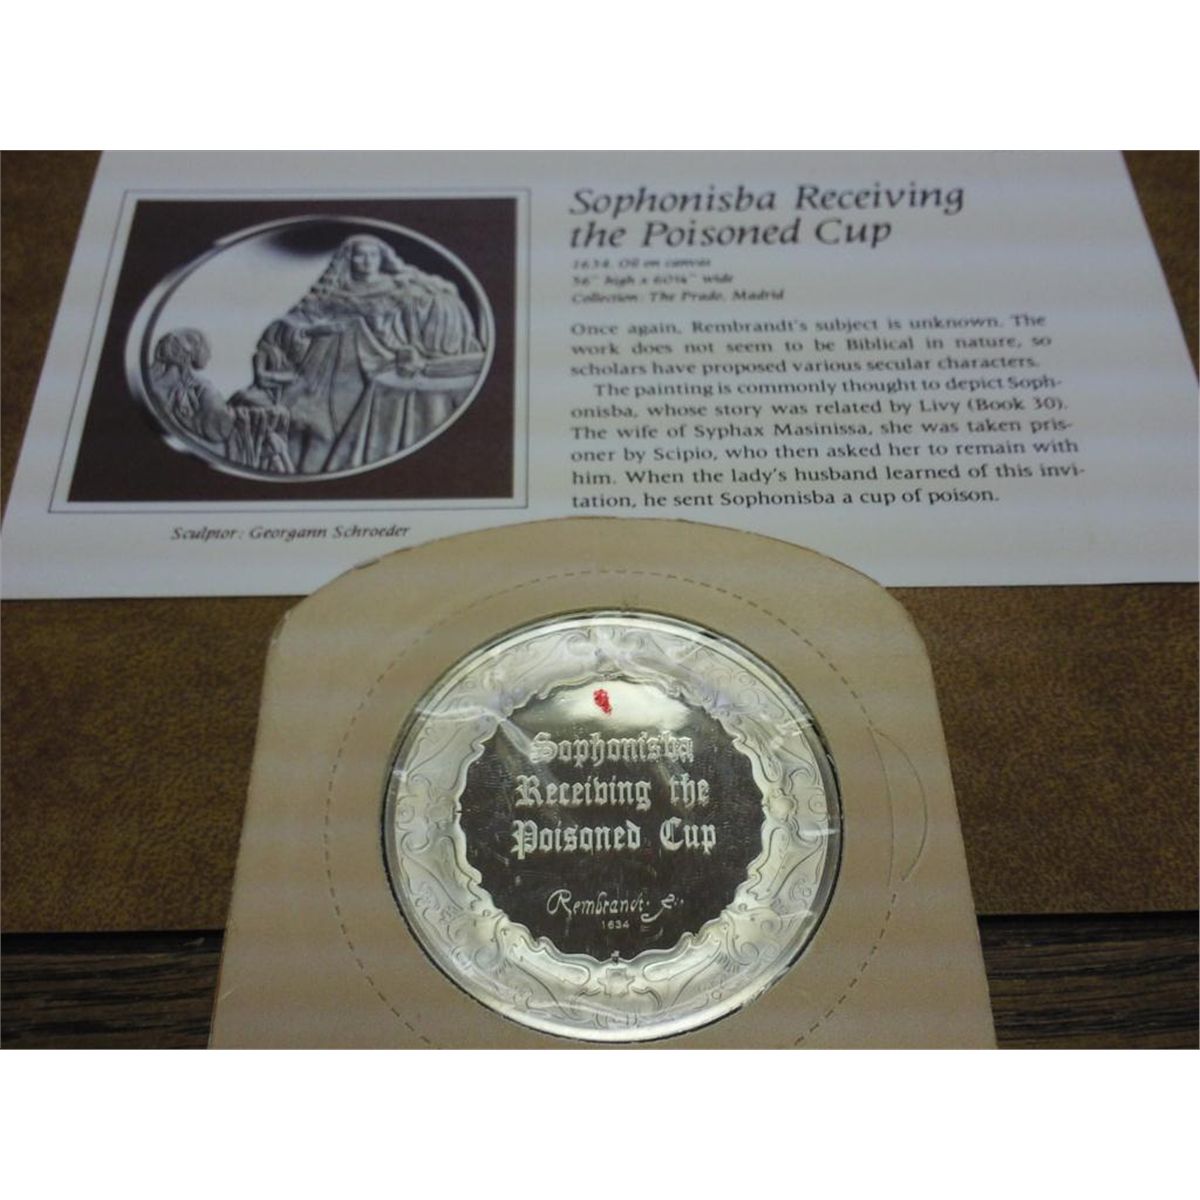 Sophonisba Receiving
the Poisoned Cup
1634. Oil on canvas
56" high x 60¼" wide
Collection: The Prado, Madrid
Once again, Rembrandt's subject is unknown. The
work does not seem to be Biblical in nature, so
scholars have proposed various secular characters.
The painting is commonly thought to depict Soph-
onisba, whose story was related by Livy (Book 30).
The wife of Syphax Masinissa, she was taken pris-
oner by Scipio, who then asked her to remain with
him. When the lady's husband learned of this invi-
tation, he sent Sophonisba a cup of poison.
Sculptor: Georgann Schroeder
Sophonisba
Receiving the
Poisoned Cup
Rembrandt
1634